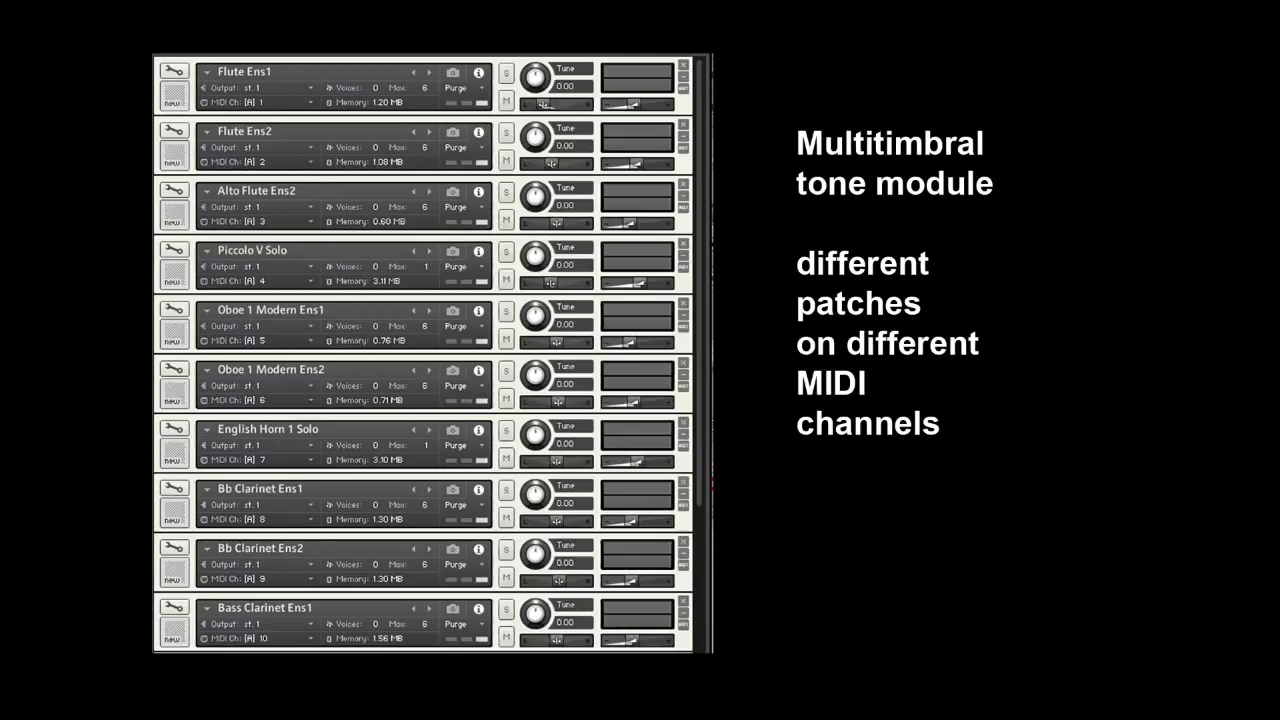 Flute Ens1
Output: st. 1 Voices: 0 Max: 6 Purge
MIDI Ch: [A] 1 Memory: 1.20 MB
new
S
M
Tune
0.00
Flute Ens2
Output: st. 1 Voices: 0 Max: 6 Purge
MIDI Ch: [A] 2 Memory: 1.08 MB
new
S
M
Tune
0.00
Alto Flute Ens2
Output: st. 1 Voices: 0 Max: 6 Purge
MIDI Ch: [A] 3 Memory: 0.60 MB
new
S
M
Tune
0.00
Piccolo V Solo
Output: st. 1 Voices: 0 Max: 1 Purge
MIDI Ch: [A] 4 Memory: 3.11 MB
new
S
M
Tune
0.00
Oboe 1 Modern Ens1
Output: st. 1 Voices: 0 Max: 6 Purge
MIDI Ch: [A] 5 Memory: 0.76 MB
new
S
M
Tune
0.00
Oboe 1 Modern Ens2
Output: st. 1 Voices: 0 Max: 6 Purge
MIDI Ch: [A] 6 Memory: 0.71 MB
new
S
M
Tune
0.00
English Horn 1 Solo
Output: st. 1 Voices: 0 Max: 1 Purge
MIDI Ch: [A] 7 Memory: 3.10 MB
new
S
M
Tune
0.00
Bb Clarinet Ens1
Output: st. 1 Voices: 0 Max: 6 Purge
MIDI Ch: [A] 8 Memory: 1.30 MB
new
S
M
Tune
0.00
Bb Clarinet Ens2
Output: st. 1 Voices: 0 Max: 6 Purge
MIDI Ch: [A] 9 Memory: 1.30 MB
new
S
M
Tune
0.00
Bass Clarinet Ens1
Output: st. 1 Voices: 0 Max: 6 Purge
MIDI Ch: [A] 10 Memory: 1.56 MB
new
S
M
Tune
0.00
Multitimbral
tone module
different
patches
on different
MIDI
channels